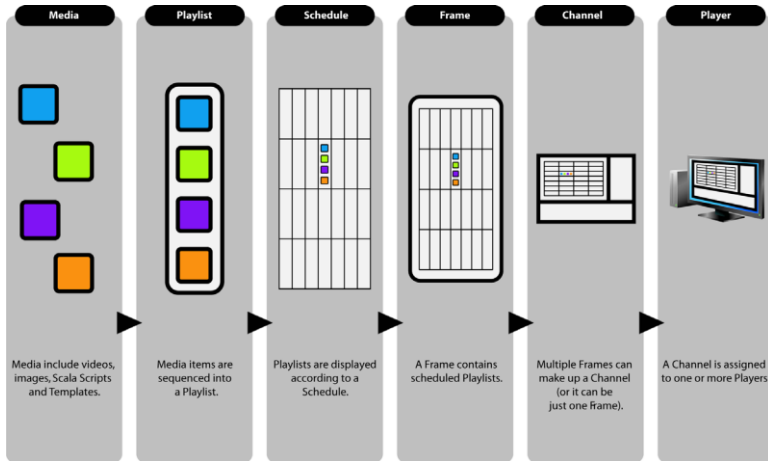 Media
Playlist
Schedule
Frame
Channel
Player
Media include videos,
images, Scala Scripts
and Templates.
Media items are
sequenced into
a Playlist.
Playlists are displayed
according to a
Schedule.
A Frame contains
scheduled Playlists.
Multiple Frames can
make up a Channel
(or it can be
just one Frame).
A Channel is assigned
to one or more Players